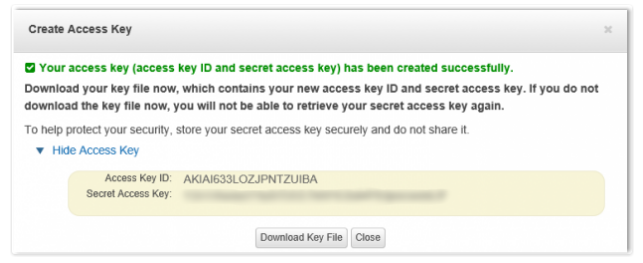 Create Access Key
Your access key (access key ID and secret access key) has been created successfully.
Download your key file now, which contains your new access key ID and secret access key. If you do not
download the key file now, you will not be able to retrieve your secret access key again.
To help protect your security, store your secret access key securely and do not share it.
Hide Access Key
Access Key ID: AKIAI633LOZJPNTZUIBA
Secret Access Key:
Download Key File Close